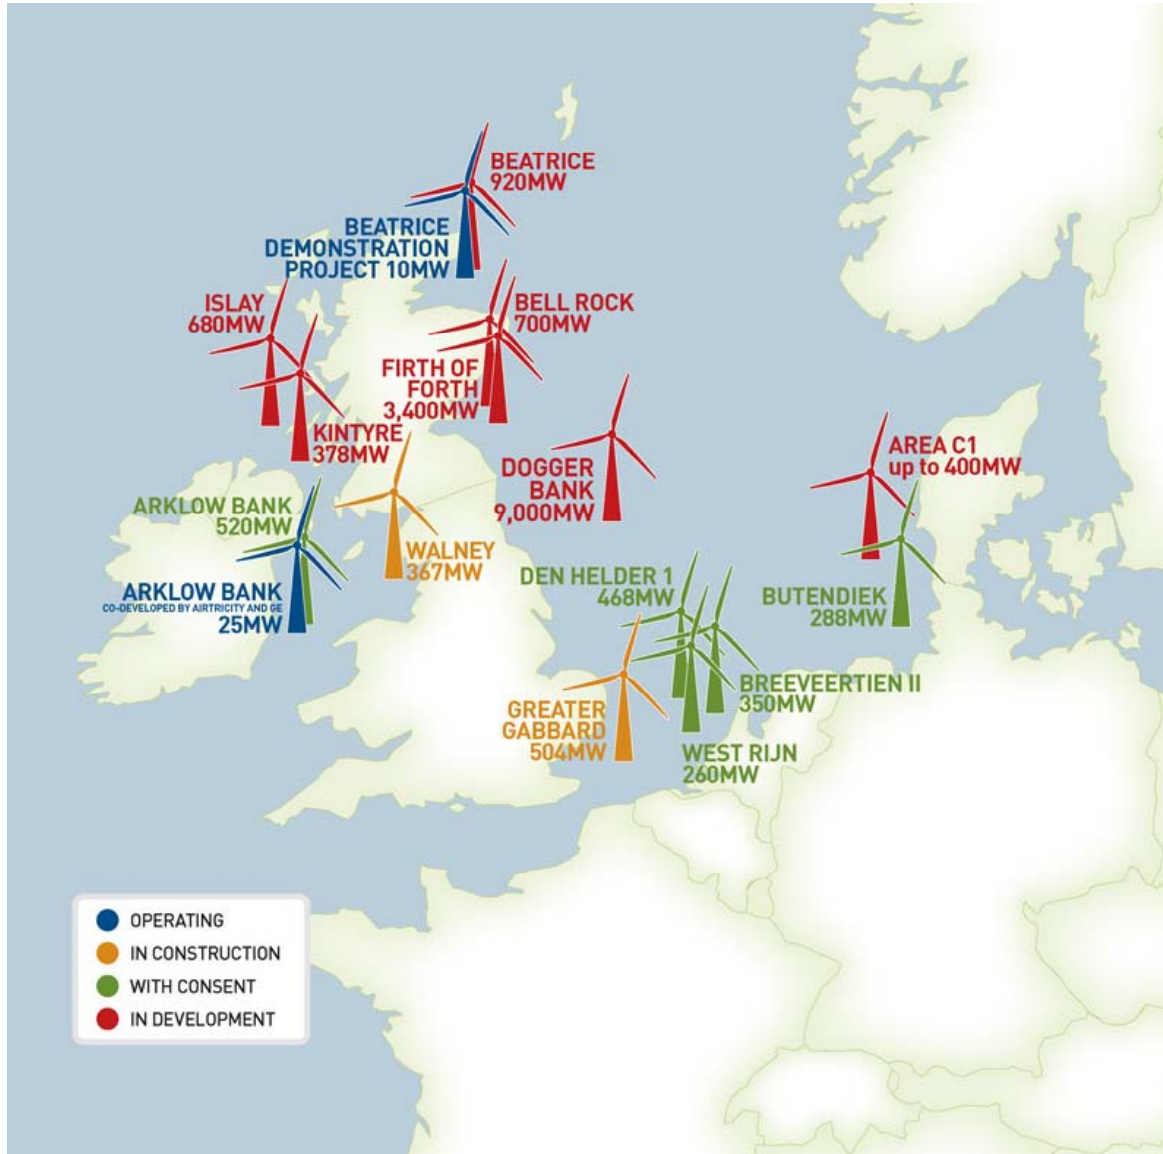 BEATRICE
920MW
BEATRICE
DEMONSTRATION
PROJECT 10MW
ISLAY
680MW
BELL ROCK
700MW
FIRTH OF
FORTH
3,400MW
KINTYRE
378MW
DOGGER
BANK
9,000MW
AREA C1
up to 400MW
ARKLOW BANK
520MW
WALNEY
367MW
DEN HELDER 1
468MW
BUTENDIEK
288MW
ARKLOW BANK
CO-DEVELOPED BY AIRTRICITY AND GE
25MW
BREEVEERTIEN II
350MW
GREATER
GABBARD
504MW
WEST RIJN
260MW
OPERATING
IN CONSTRUCTION
WITH CONSENT
IN DEVELOPMENT